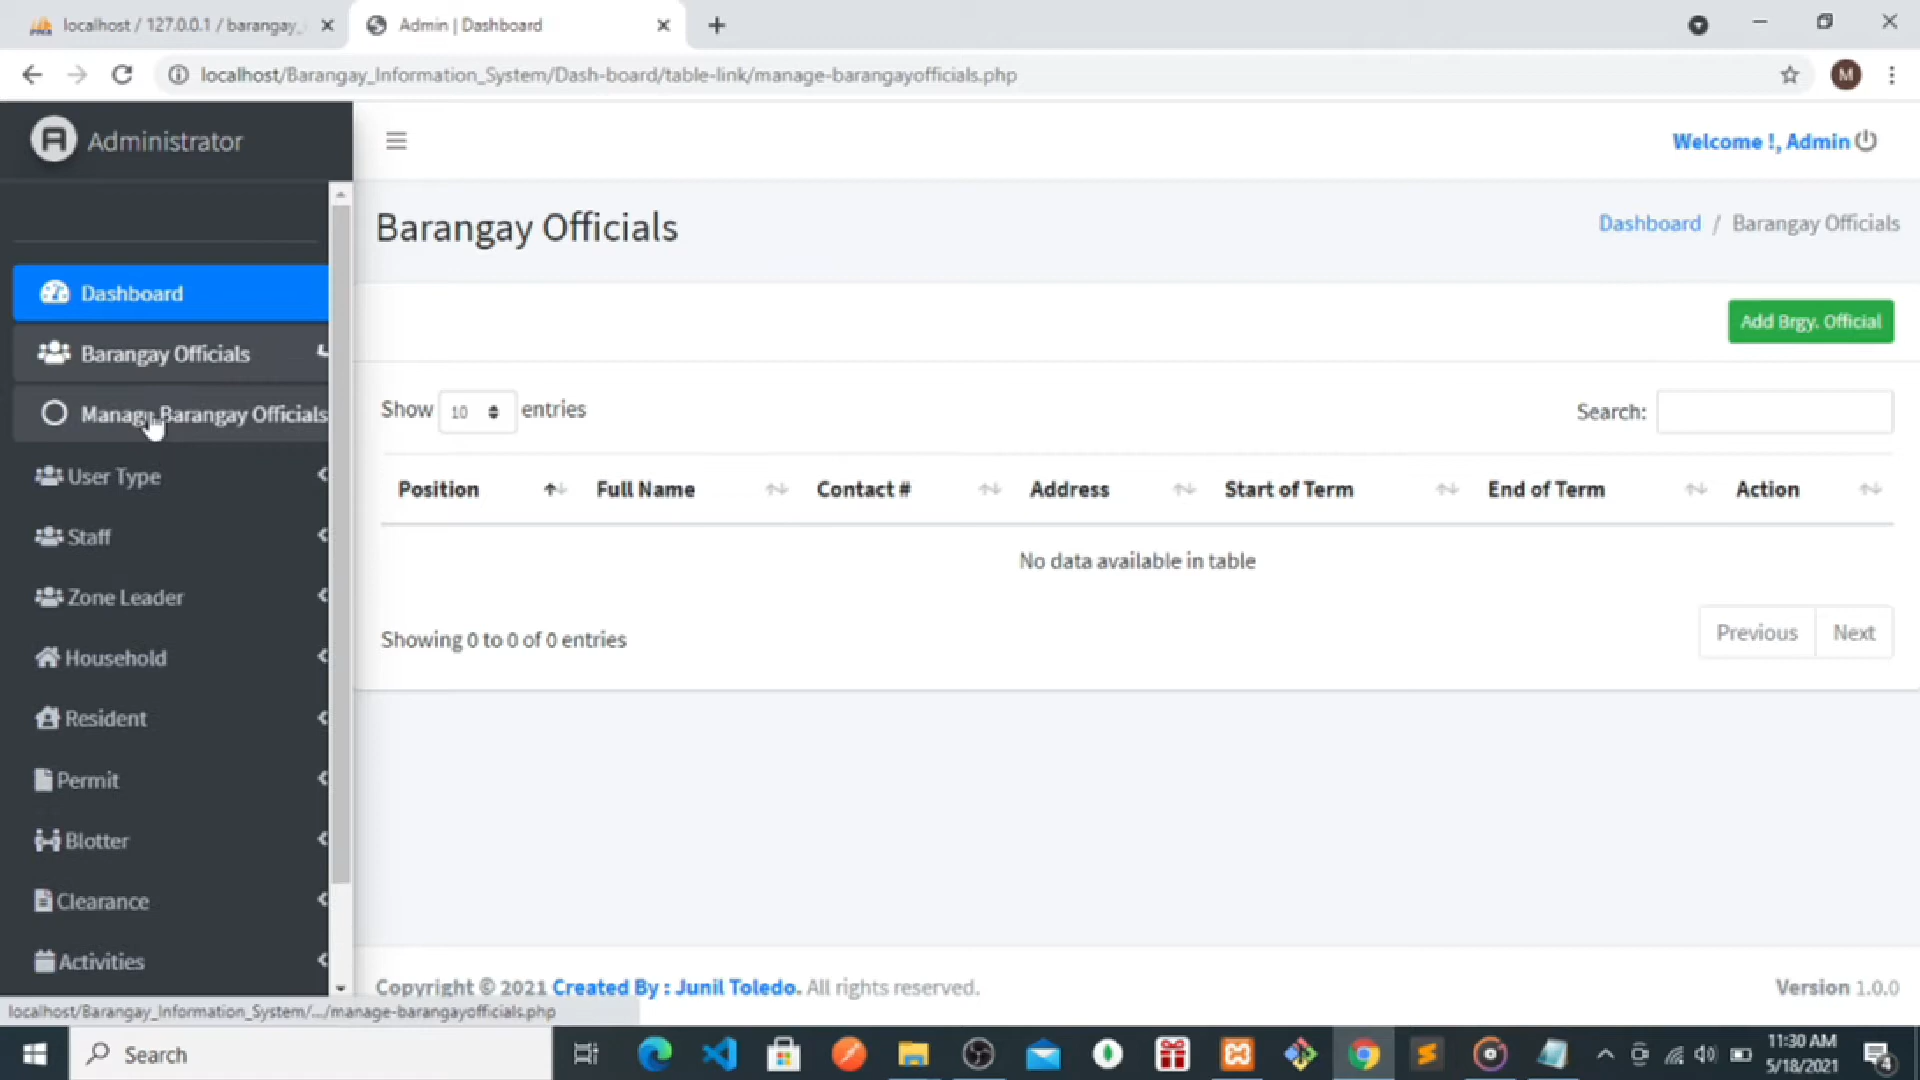 localhost / 127.0.0.1 / barangay_
Admin | Dashboard
localhost/Barangay_Information_System/Dash-board/table-link/manage-barangayofficials.php
M
Administrator
Welcome !, Admin
Barangay Officials
Dashboard / Barangay Officials
Dashboard
Add Brgy. Official
Barangay Officials
Manage Barangay Officials
Show 10 entries
Search:
User Type
Position Full Name Contact # Address Start of Term End of Term Action
Staff
No data available in table
Zone Leader
Showing 0 to 0 of 0 entries
Previous Next
Household
Resident
Permit
Blotter
Clearance
Activities
Copyright © 2021 Created By : Junil Toledo. All rights reserved.
Version 1.0.0
localhost/Barangay_Information_System/.../manage-barangayofficials.php
Search
11:30 AM
5/18/2021
4